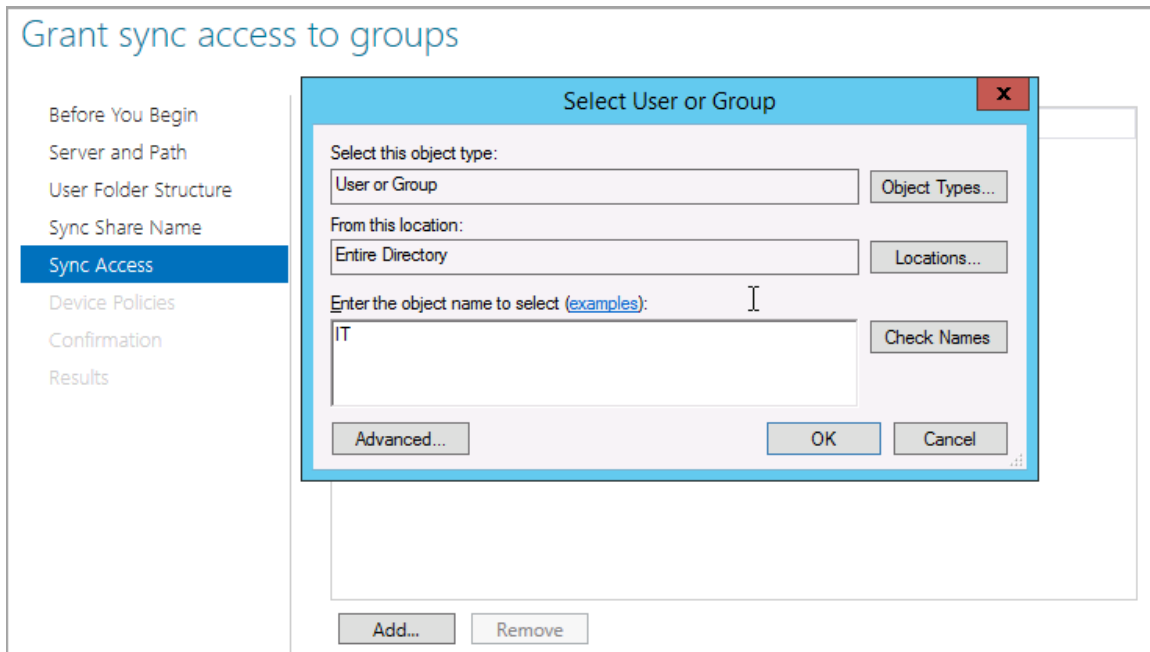 Grant sync access to groups
Before You Begin
Server and Path
User Folder Structure
Sync Share Name
Sync Access
Device Policies
Confirmation
Results
Select User or Group
x
Select this object type:
User or Group
Object Types...
From this location:
Entire Directory
Locations...
Enter the object name to select (examples):
IT
Check Names
Advanced...
OK
Cancel
Add...
Remove